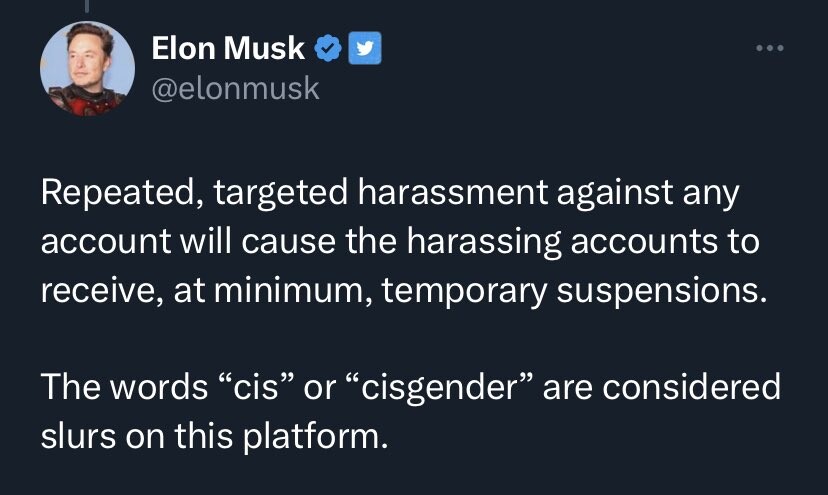 Elon Musk
@elonmusk
Repeated, targeted harassment against any
account will cause the harassing accounts to
receive, at minimum, temporary suspensions.
The words “cis” or “cisgender” are considered
slurs on this platform.